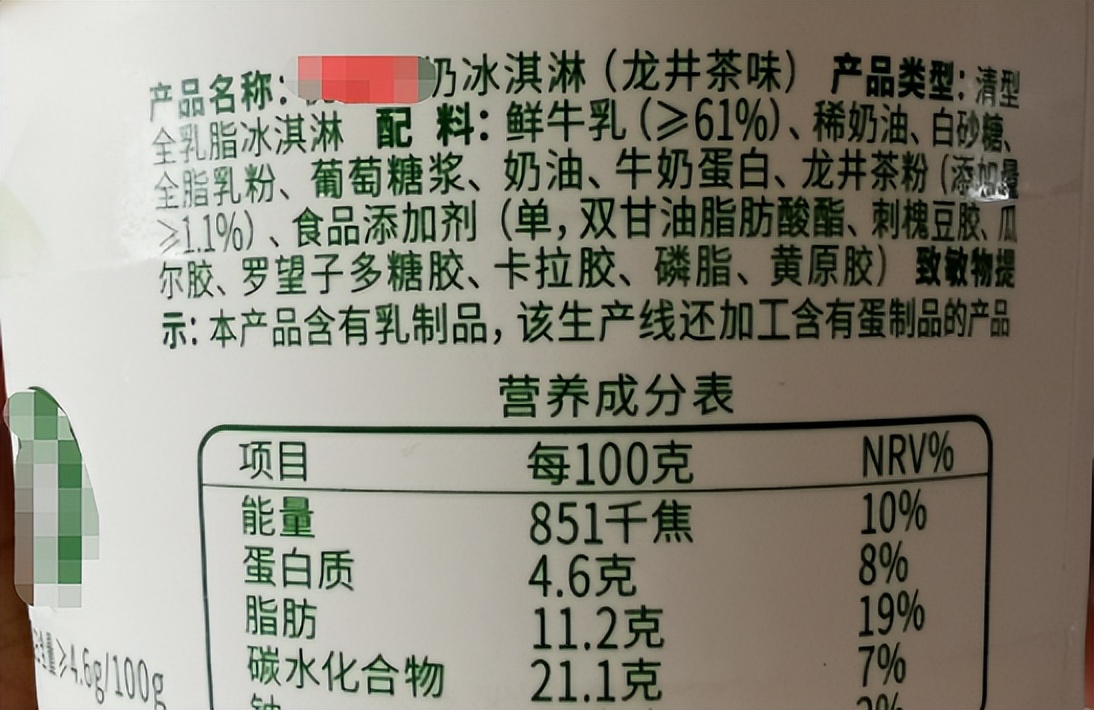 产品名称: 奶冰淇淋（龙井茶味） 产品类型: 清型
全乳脂冰淇淋 配 料: 鲜牛乳（≥61%）、稀奶油、白砂糖、
全脂乳粉、葡萄糖浆、奶油、牛奶蛋白、龙井茶粉（添加量
≥1.1%）、食品添加剂（单，双甘油脂肪酸酯、刺槐豆胶、瓜
尔胶、罗望子多糖胶、卡拉胶、磷脂、黄原胶） 致敏物提
示: 本产品含有乳制品，该生产线还加工含有蛋制品的产品
营养成分表
项目 每100克 NRV%
能量 851千焦 10%
蛋白质 4.6克 8%
脂肪 11.2克 19%
碳水化合物 21.1克 7%
≥4.6g/100g